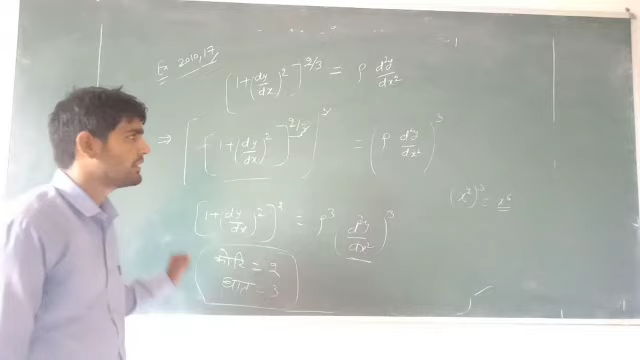 Ex 2010,17
[1+(dy/dx)²]^2/3 = ρ d²y/dx²
⇒ [{1+(dy/dx)²}^2/3]³ = (ρ d²y/dx²)³
(x²)³ = x⁶
[1+(dy/dx)²]² = ρ³ (d²y/dx²)³
कोटि = 2
घात = 3